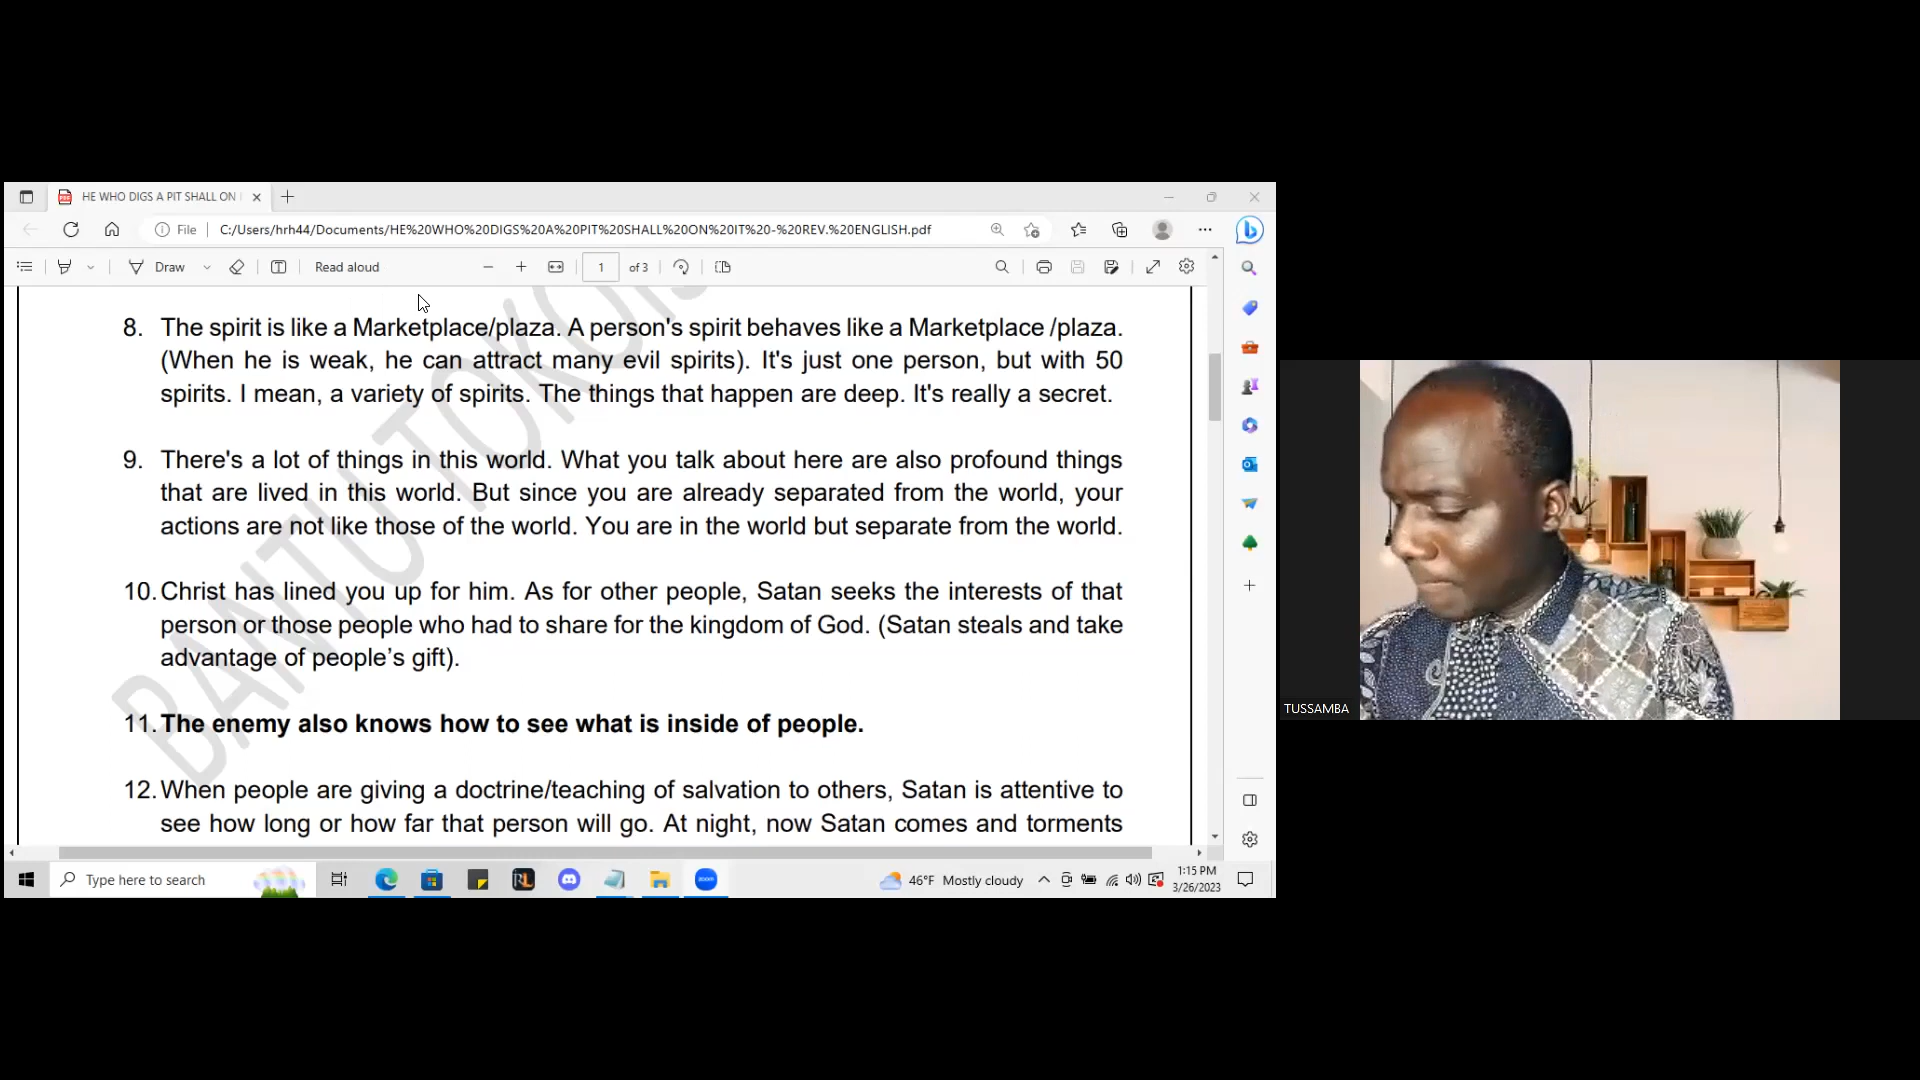 HE WHO DIGS A PIT SHALL ON
File
C:/Users/hrh44/Documents/HE%20WHO%20DIGS%20A%20PIT%20SHALL%20ON%20IT%20-%20REV.%20ENGLISH.pdf
Draw
Read aloud
1
of 3
8. The spirit is like a Marketplace/plaza. A person's spirit behaves like a Marketplace /plaza.
(When he is weak, he can attract many evil spirits). It's just one person, but with 50
spirits. I mean, a variety of spirits. The things that happen are deep. It's really a secret.
9. There's a lot of things in this world. What you talk about here are also profound things
that are lived in this world. But since you are already separated from the world, your
actions are not like those of the world. You are in the world but separate from the world.
10. Christ has lined you up for him. As for other people, Satan seeks the interests of that
person or those people who had to share for the kingdom of God. (Satan steals and take
advantage of people’s gift).
11. The enemy also knows how to see what is inside of people.
12. When people are giving a doctrine/teaching of salvation to others, Satan is attentive to
see how long or how far that person will go. At night, now Satan comes and torments
BANTU
TUSSAMBA
Type here to search
46°F Mostly cloudy
1:15 PM
3/26/2023